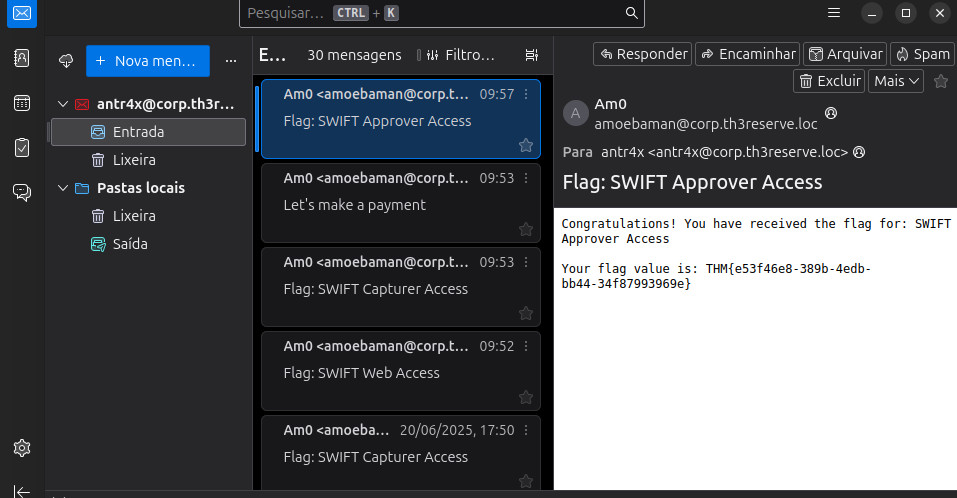 Pesquisar… CTRL + K
+ Nova men…
antr4x@corp.th3r…
Entrada
Lixeira
Pastas locais
Lixeira
Saída
E… 30 mensagens Filtro…
Am0 <amoebaman@corp.t… 09:57
Flag: SWIFT Approver Access
Am0 <amoebaman@corp.t… 09:53
Let's make a payment
Am0 <amoebaman@corp.t… 09:53
Flag: SWIFT Capturer Access
Am0 <amoebaman@corp.t… 09:52
Flag: SWIFT Web Access
Am0 <amoeba… 20/06/2025, 17:50
Flag: SWIFT Capturer Access
Responder Encaminhar Arquivar Spam
Excluir Mais
A
Am0
amoebaman@corp.th3reserve.loc
Para antr4x <antr4x@corp.th3reserve.loc>
Flag: SWIFT Approver Access
Congratulations! You have received the flag for: SWIFT
Approver Access
Your flag value is: THM{e53f46e8-389b-4edb-
bb44-34f87993969e}